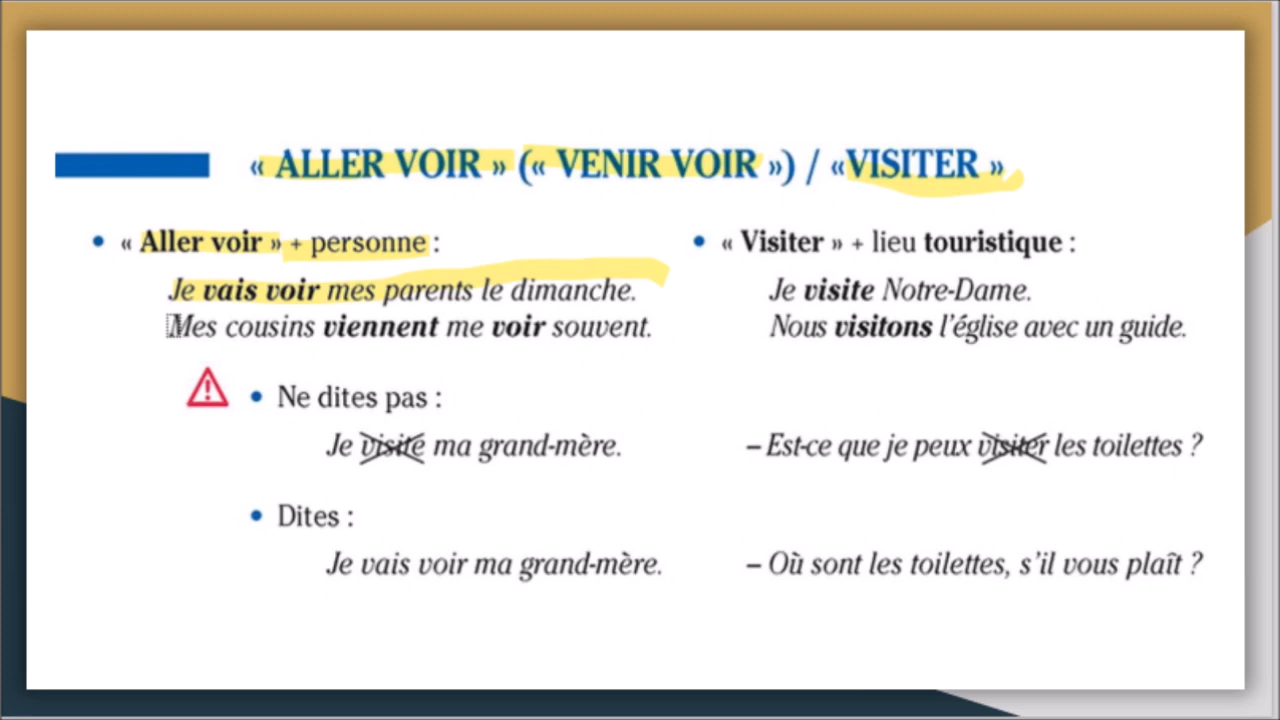 « ALLER VOIR » (« VENIR VOIR ») / «VISITER »
• « Aller voir » + personne :
Je vais voir mes parents le dimanche.
Mes cousins viennent me voir souvent.
• « Visiter » + lieu touristique :
Je visite Notre-Dame.
Nous visitons l'église avec un guide.
• Ne dites pas :
Je visite ma grand-mère.
– Est-ce que je peux visiter les toilettes ?
• Dites :
Je vais voir ma grand-mère.
– Où sont les toilettes, s'il vous plaît ?